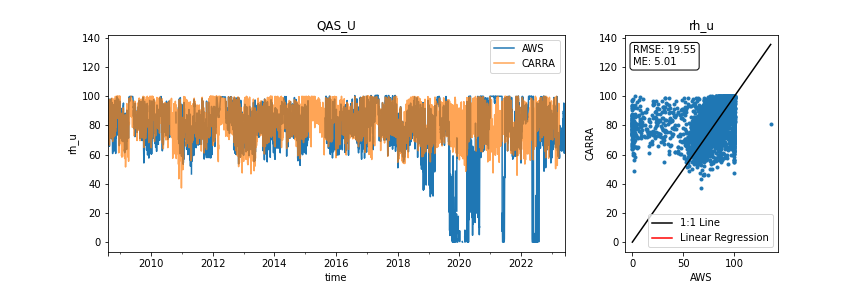 QAS_U
rh_u
140
120
100
80
60
40
20
0
rh_u
2010
2012
2014
2016
2018
2020
2022
time
AWS
CARRA
rh_u
140
120
100
80
60
40
20
0
CARRA
RMSE: 19.55
ME: 5.01
1:1 Line
Linear Regression
0
50
100
AWS